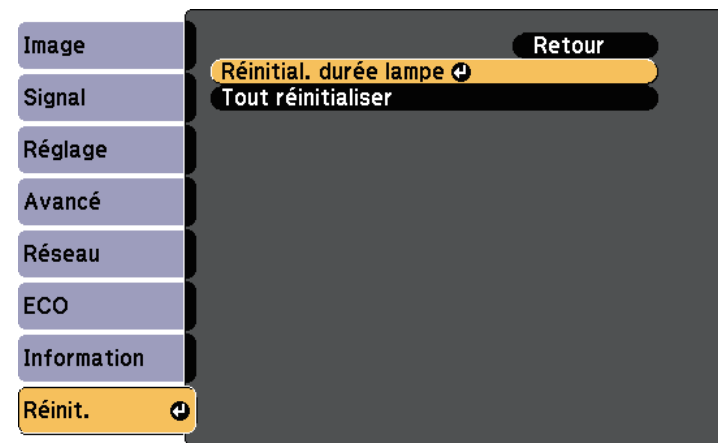 Image
Signal
Réglage
Avancé
Réseau
ECO
Information
Réinit.
Retour
Réinitial. durée lampe
Tout réinitialiser